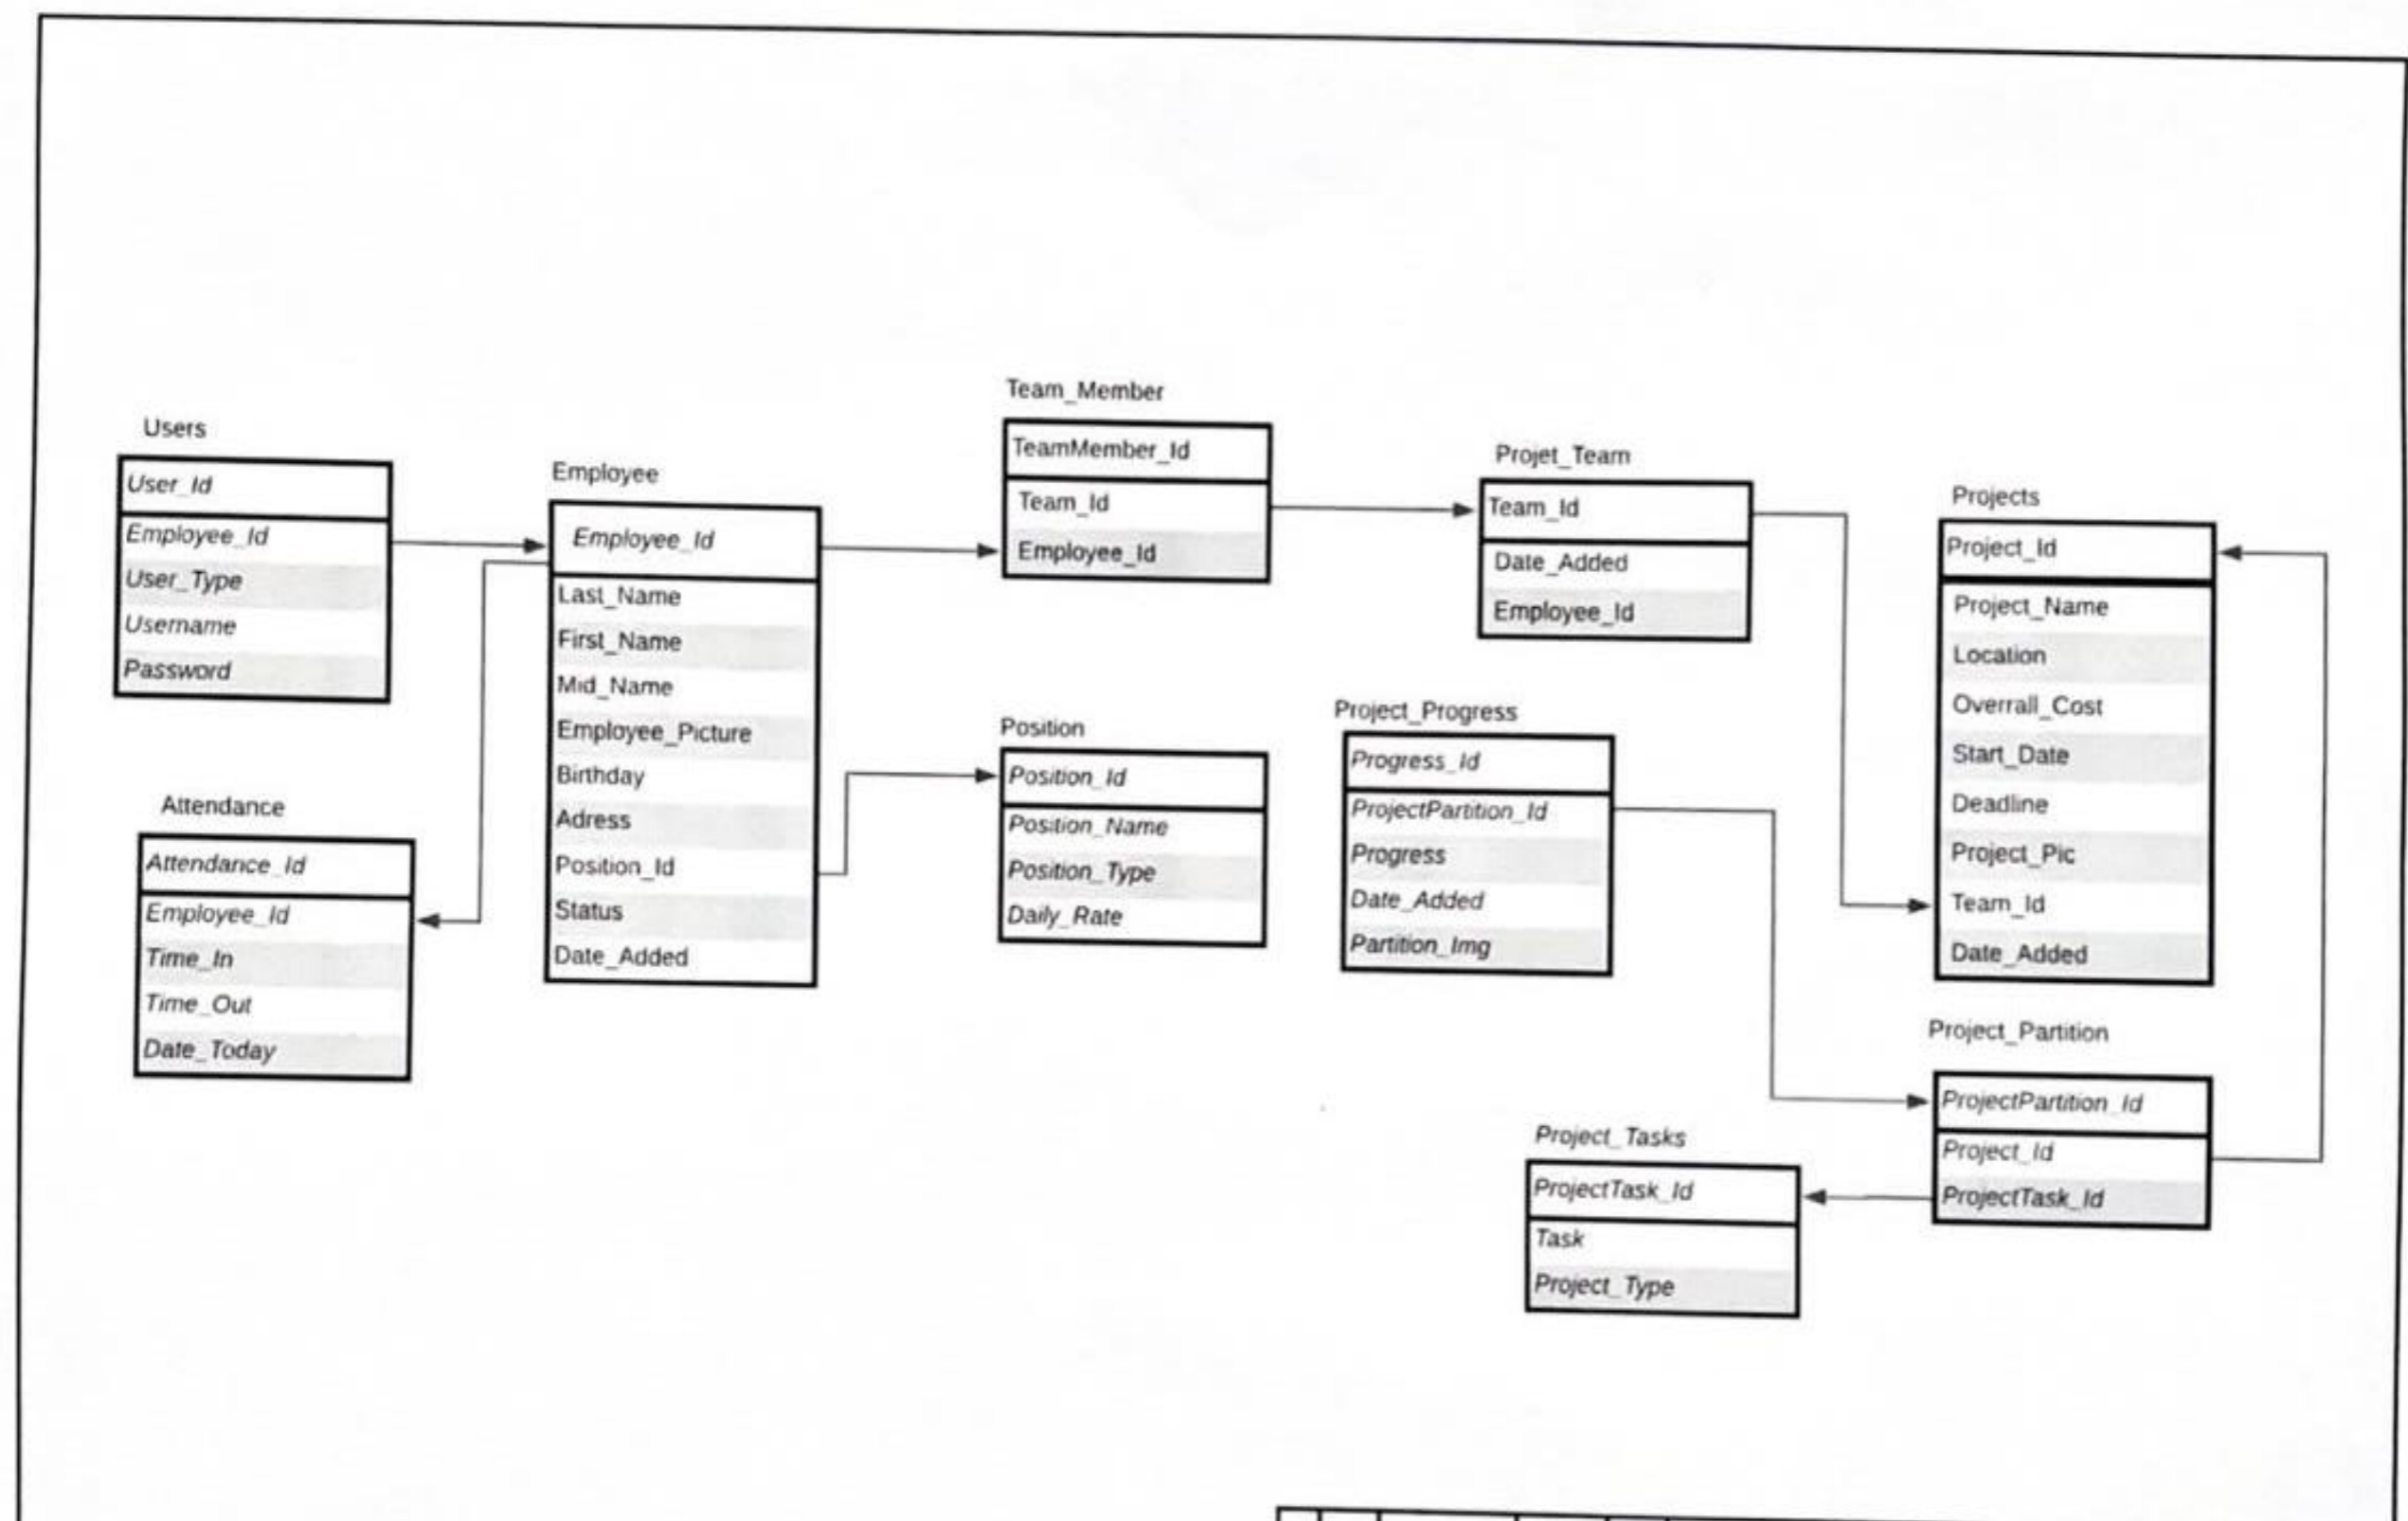 Users
User_Id
Employee_Id
User_Type
Username
Password
Attendance
Attendance_Id
Employee_Id
Time_In
Time_Out
Date_Today
Employee
Employee_Id
Last_Name
First_Name
Mid_Name
Employee_Picture
Birthday
Adress
Position_Id
Status
Date_Added
Team_Member
TeamMember_Id
Team_Id
Employee_Id
Position
Position_Id
Position_Name
Position_Type
Daily_Rate
Projet_Team
Team_Id
Date_Added
Employee_Id
Project_Progress
Progress_Id
ProjectPartition_Id
Progress
Date_Added
Partition_Img
Projects
Project_Id
Project_Name
Location
Overrall_Cost
Start_Date
Deadline
Project_Pic
Team_Id
Date_Added
Project_Partition
ProjectPartition_Id
Project_Id
ProjectTask_Id
Project_Tasks
ProjectTask_Id
Task
Project_Type